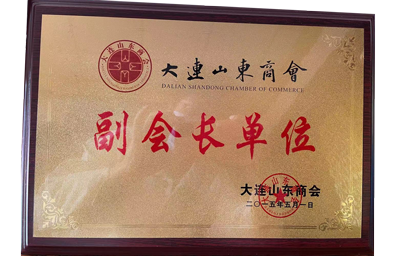 大連山東商會
DALIAN SHANDONG CHAMBER OF COMMERCE
副会长单位
大连山东商会
二〇一五年五月一日